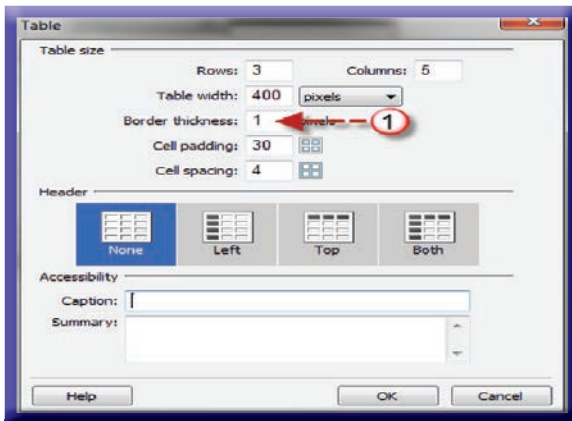 Table
Table size
Rows: 3 Columns: 5
Table width: 400 pixels
Border thickness: 1 pixels 1
Cell padding: 30
Cell spacing: 4
Header
None Left Top Both
Accessibility
Caption:
Summary:
Help OK Cancel